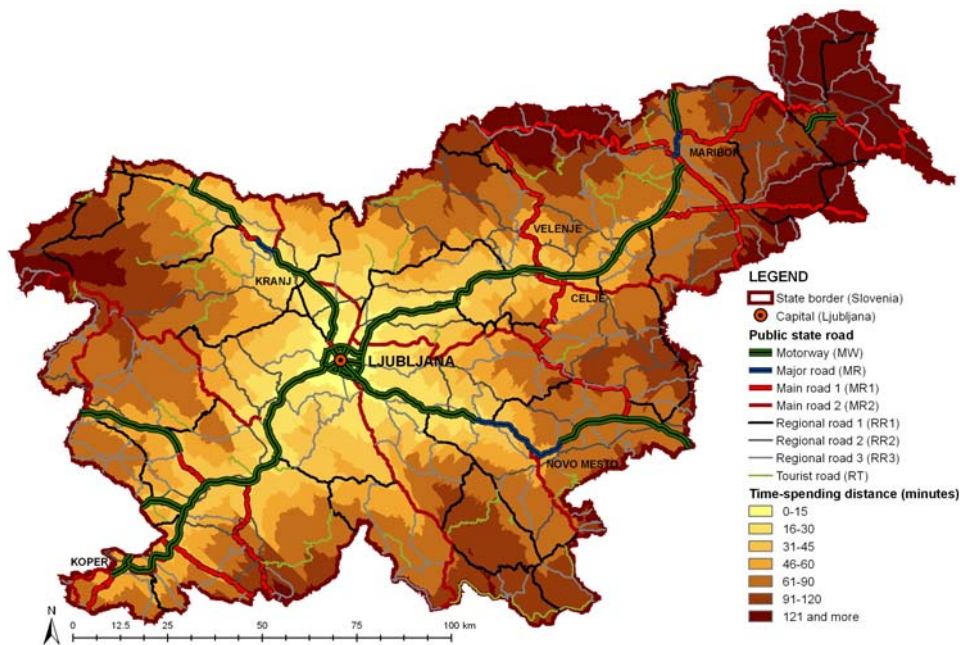 MARIBOR
VELENJE
KRANJ
CELJE
LJUBLJANA
NOVO MESTO
KOPER
LEGEND
State border (Slovenia)
Capital (Ljubljana)
Public state road
Motorway (MW)
Major road (MR)
Main road 1 (MR1)
Main road 2 (MR2)
Regional road 1 (RR1)
Regional road 2 (RR2)
Regional road 3 (RR3)
Tourist road (RT)
Time-spending distance (minutes)
0-15
16-30
31-45
46-60
61-90
91-120
121 and more
N
0 12.5 25 50 75 100 km